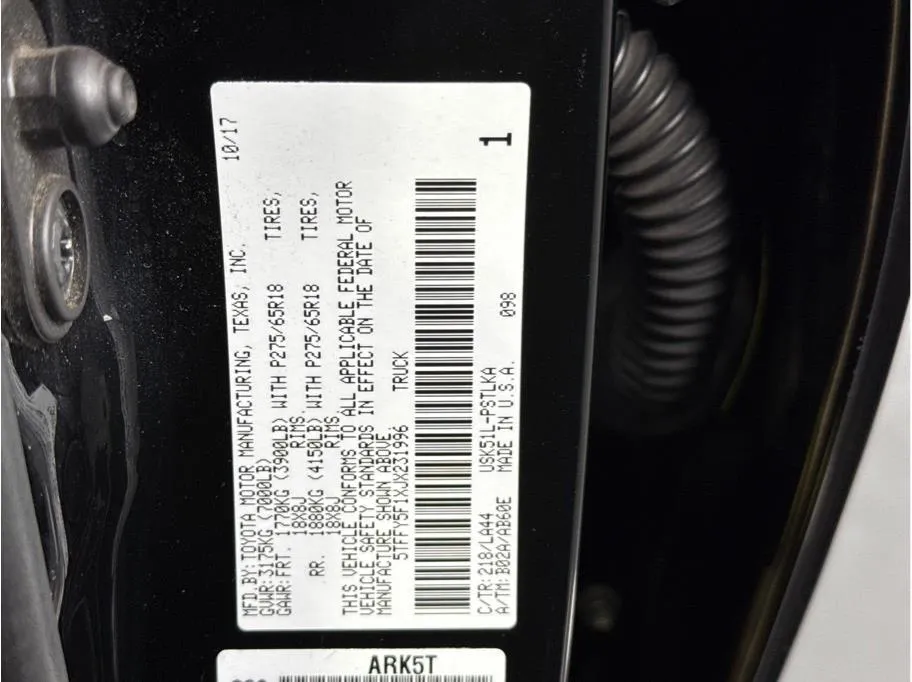 MFD.BY:TOYOTA MOTOR MANUFACTURING, TEXAS, INC. 10/17
GVWR:3175KG (7000LB)
GAWR:FRT. 1770KG (3900LB) WITH P275/65R18 TIRES,
18X8J RIMS.
RR. 1880KG (4150LB) WITH P275/65R18 TIRES,
18X8J RIMS.
THIS VEHICLE CONFORMS TO ALL APPLICABLE FEDERAL MOTOR
VEHICLE SAFETY STANDARDS IN EFFECT ON THE DATE OF
MANUFACTURE SHOWN ABOVE.
5TFFY5F1XJX231996 TRUCK
1
C/TR:218/LA44 USK51L-PSTLKA
A/TM:B02A/AB60E MADE IN U.S.A. 098
ARK5T